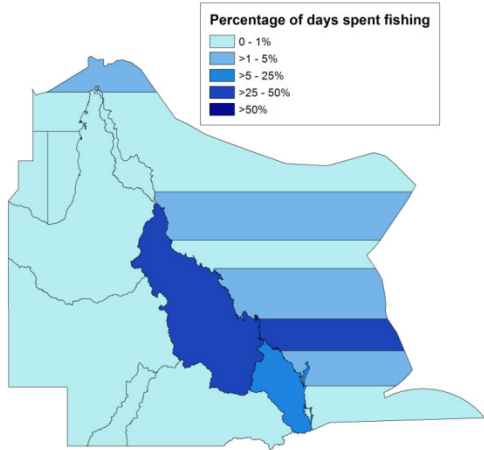 Percentage of days spent fishing
0 - 1%
>1 - 5%
>5 - 25%
>25 - 50%
>50%